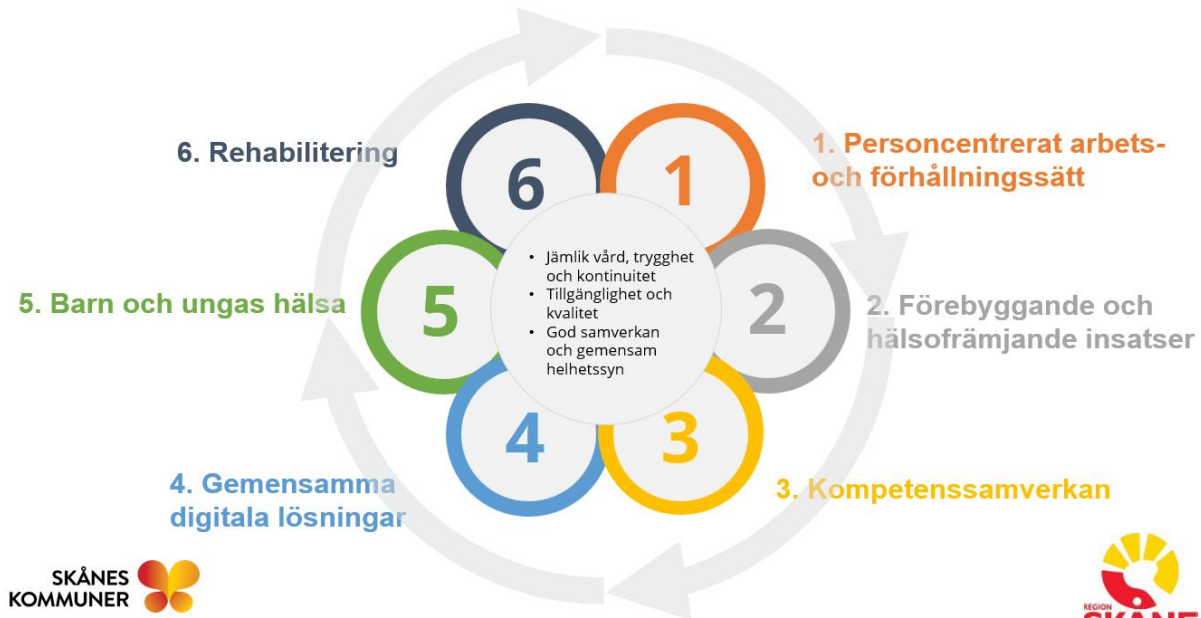 6. Rehabilitering
1. Personcentrerat arbets-
och förhållningssätt
6
1
5. Barn och ungas hälsa
5
• Jämlik vård, trygghet
och kontinuitet
• Tillgänglighet och
kvalitet
• God samverkan
och gemensam
helhetssyn
2
2. Förebyggande och
hälsofrämjande insatser
4
3
4. Gemensamma
digitala lösningar
3. Kompetenssamverkan
SKÅNES
KOMMUNER
REGION
SKÅNE